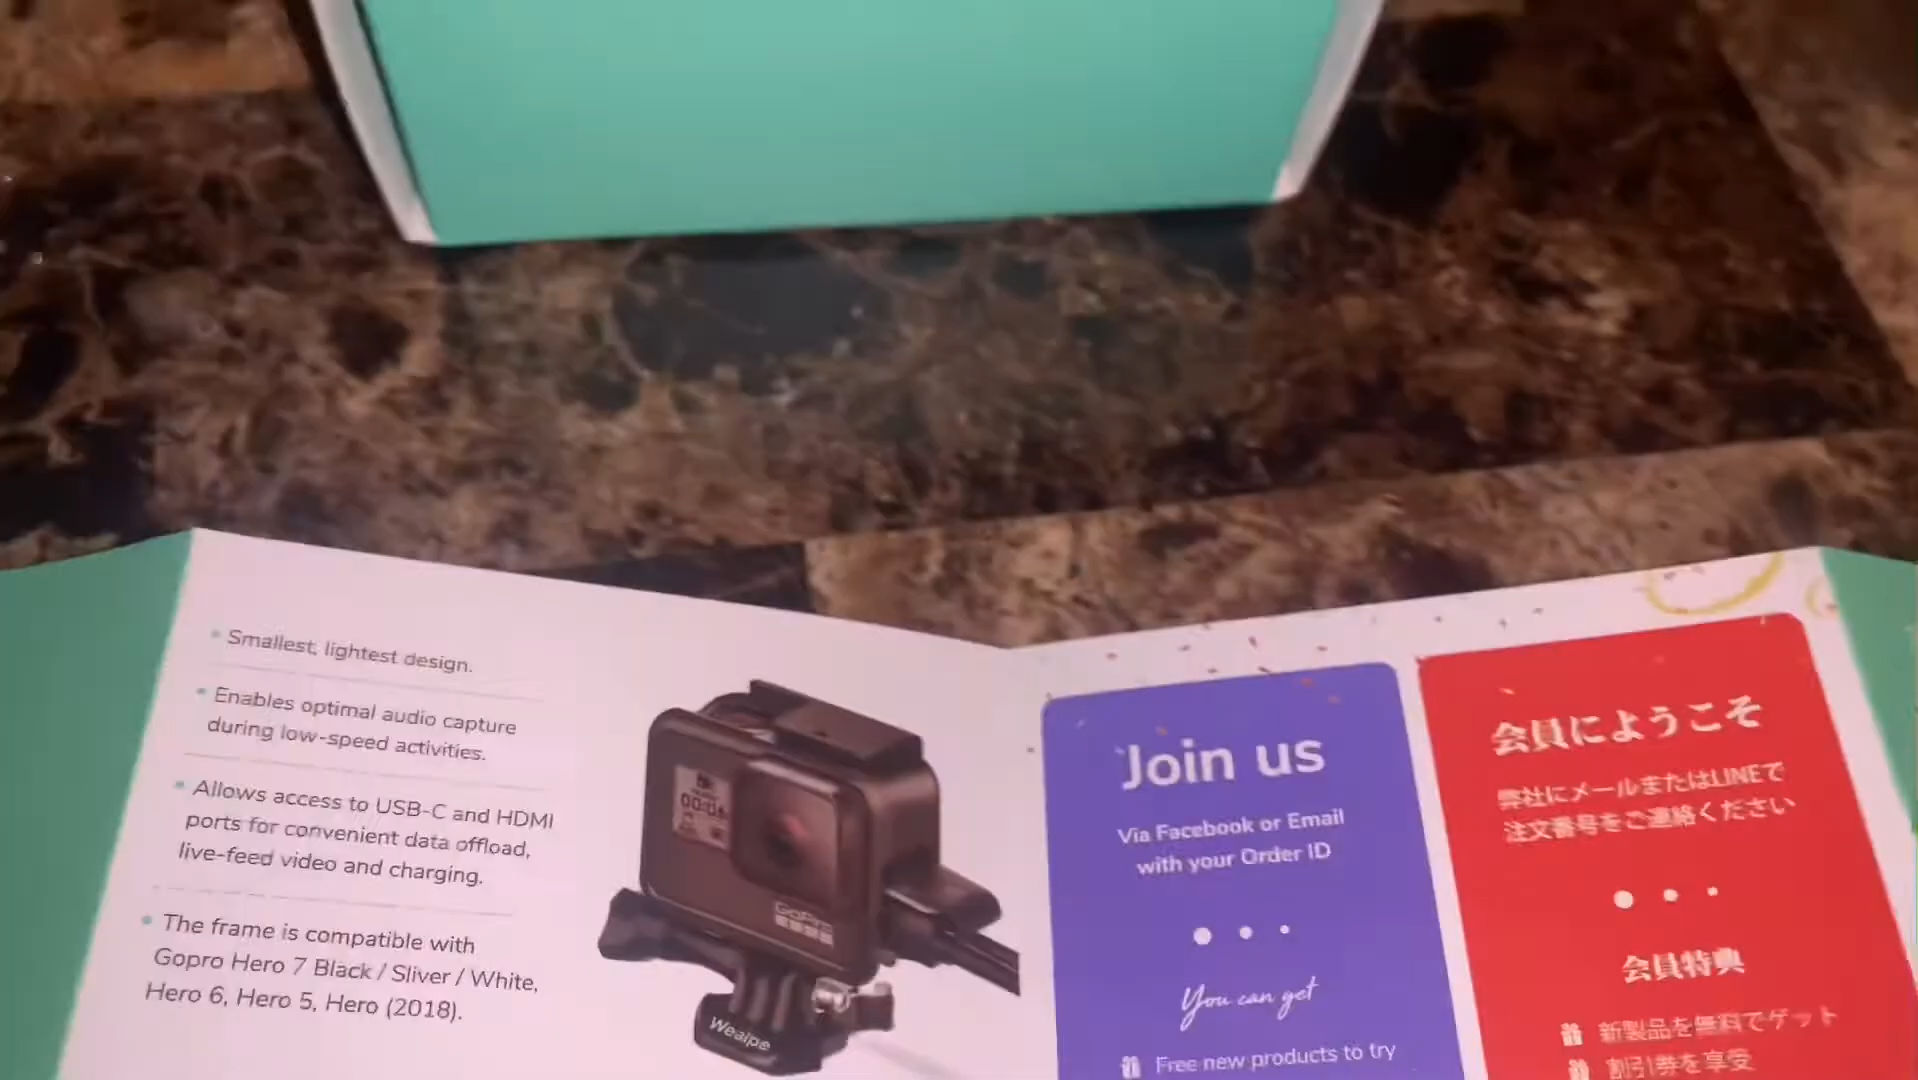 Smallest, lightest design.
Enables optimal audio capture
during low-speed activities.
Allows access to USB-C and HDMI
ports for convenient data offload,
live-feed video and charging.
The frame is compatible with
Gopro Hero 7 Black / Sliver / White,
Hero 6, Hero 5, Hero (2018).
GoPro
Join us
Via Facebook or Email
with your Order ID
You can get
Free new products to try
会員にようこそ
弊社にメールまたはLINEで
注文番号をご連絡ください
会員特典
新製品を無料でゲット
割引券を享受